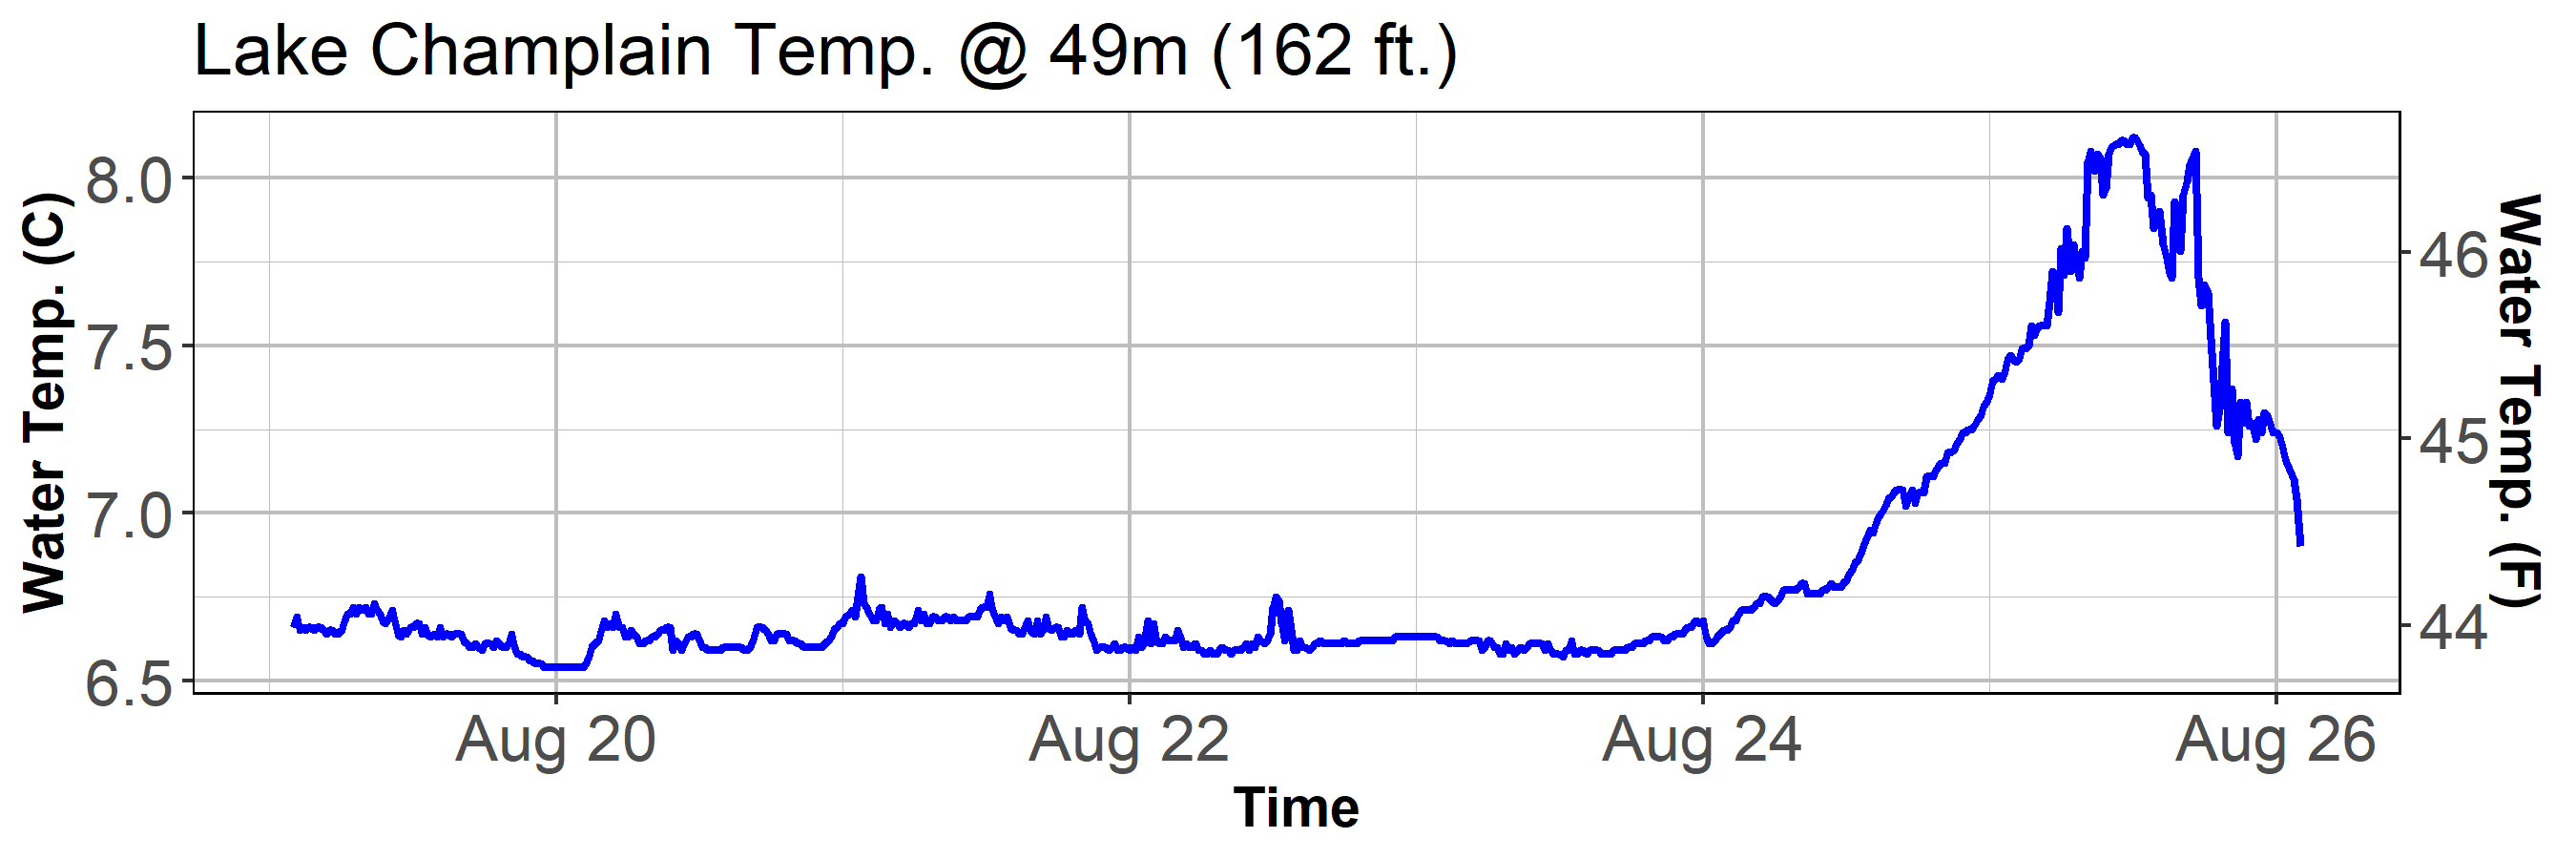 Lake Champlain Temp. @ 49m (162 ft.)
Water Temp. (C)
8.0
7.5
7.0
6.5
46
45
44
Water Temp. (F)
Aug 20
Aug 22
Aug 24
Aug 26
Time